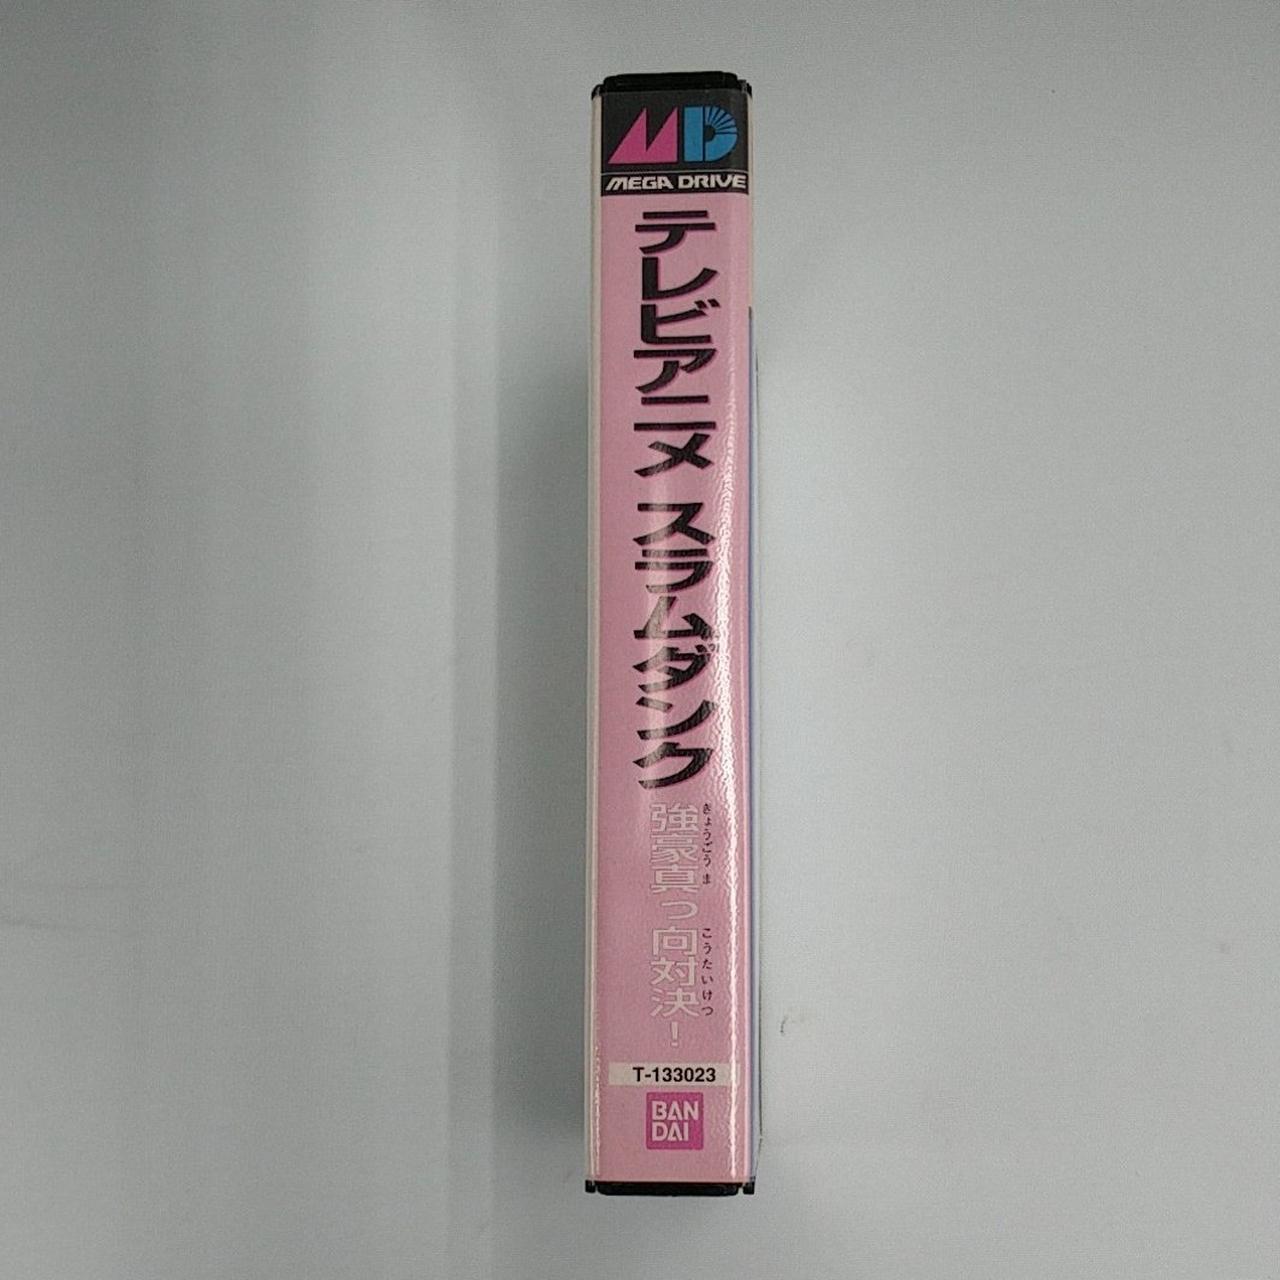 MD
MEGA DRIVE
テレビアニメ スラムダンク
強豪真っ向対決!
きょうごうま こうたいけつ
T-133023
BAN
DAI